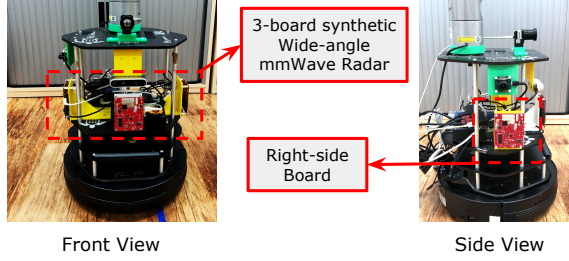 3-board synthetic
Wide-angle
mmWave Radar
Right-side
Board
Front View
Side View